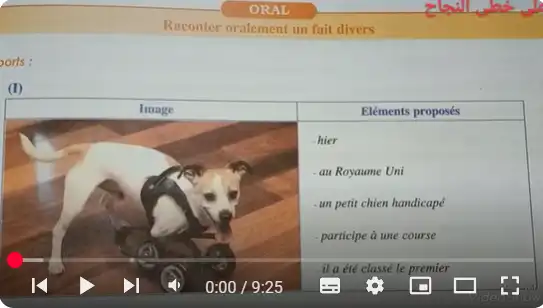 ORAL
على خطى النجاح
Raconter oralement un fait divers
ports :
(I)
Image
Eléments proposés
- hier
- au Royaume Uni
- un petit chien handicapé
- participe à une course
- il a été classé le premier
0:00 / 9:25